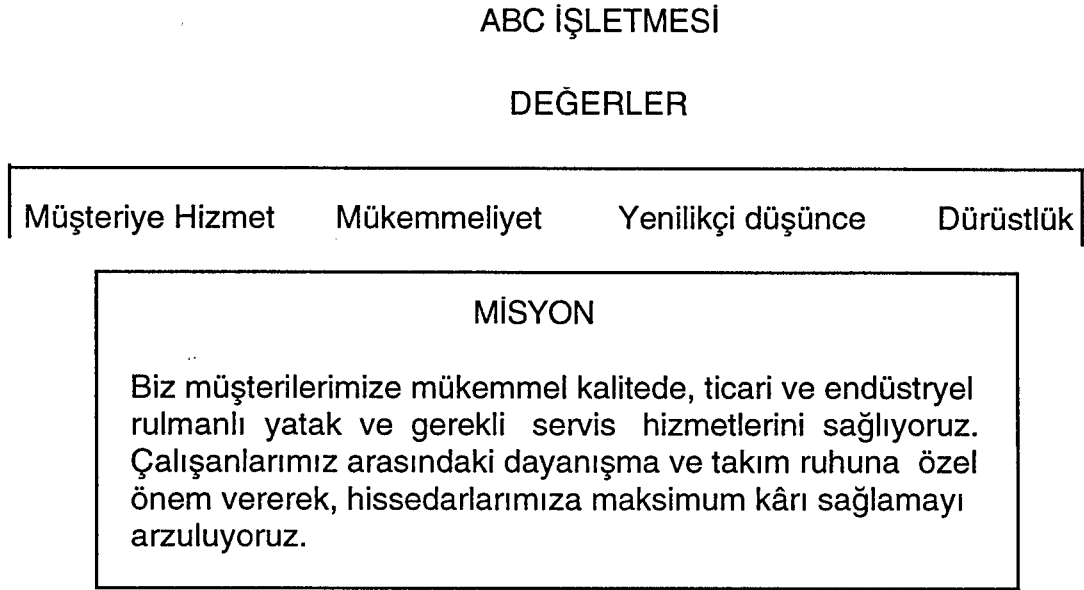 ABC İŞLETMESİ
DEĞERLER
Müşteriye Hizmet Mükemmeliyet Yenilikçi düşünce Dürüstlük
MİSYON
Biz müşterilerimize mükemmel kalitede, ticari ve endüstryel
rulmanlı yatak ve gerekli servis hizmetlerini sağlıyoruz.
Çalışanlarımız arasındaki dayanışma ve takım ruhuna özel
önem vererek, hissedarlarımıza maksimum kârı sağlamayı
arzuluyoruz.